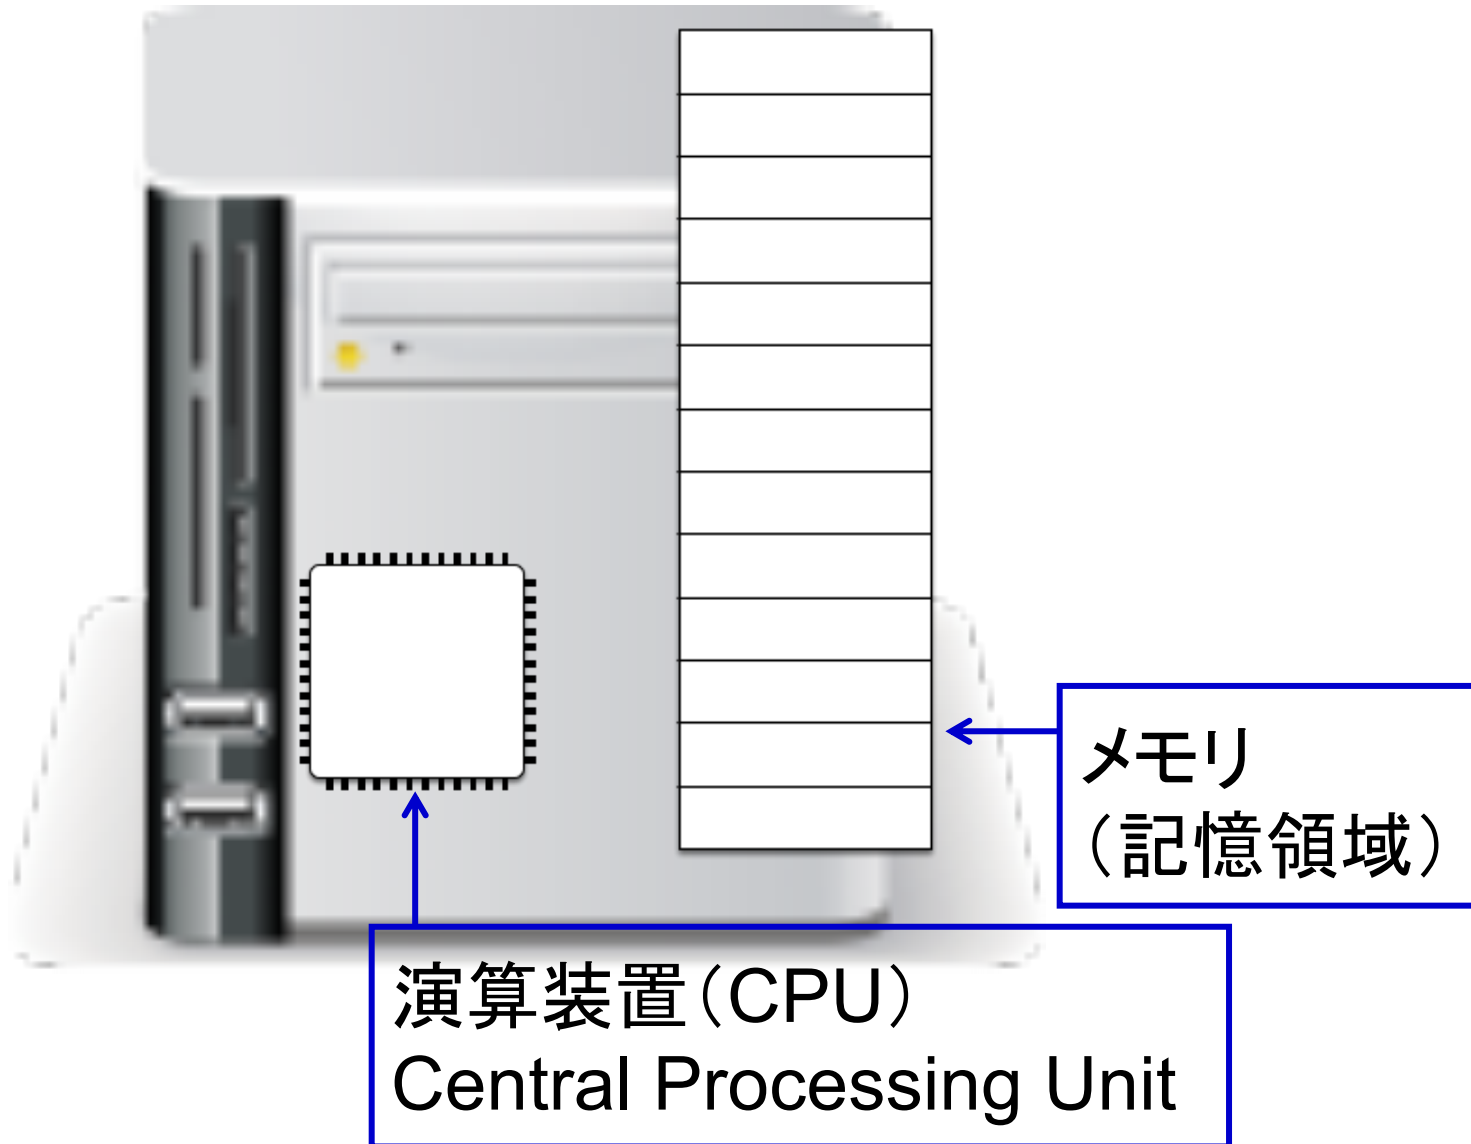 メモリ
（記憶領域）
演算装置（CPU）
Central Processing Unit